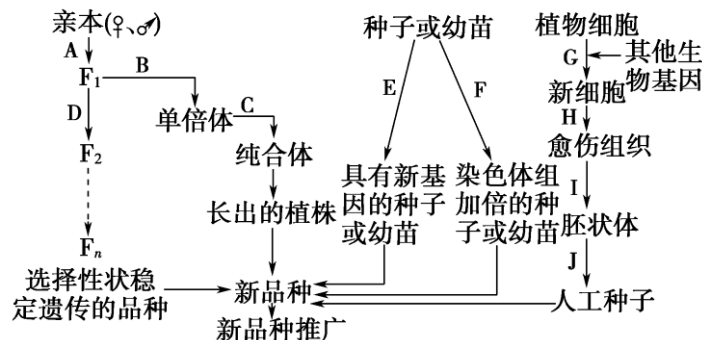 亲本(♀、♂)
A
F1
B
D
单倍体
C
F2
纯合体
长出的植株
Fn
选择性状稳
定遗传的品种
新品种
新品种推广
种子或幼苗
E
F
具有新基
因的种子
或幼苗
染色体组
加倍的种
子或幼苗
植物细胞
G
其他生
物基因
新细胞
H
愈伤组织
I
胚状体
J
人工种子